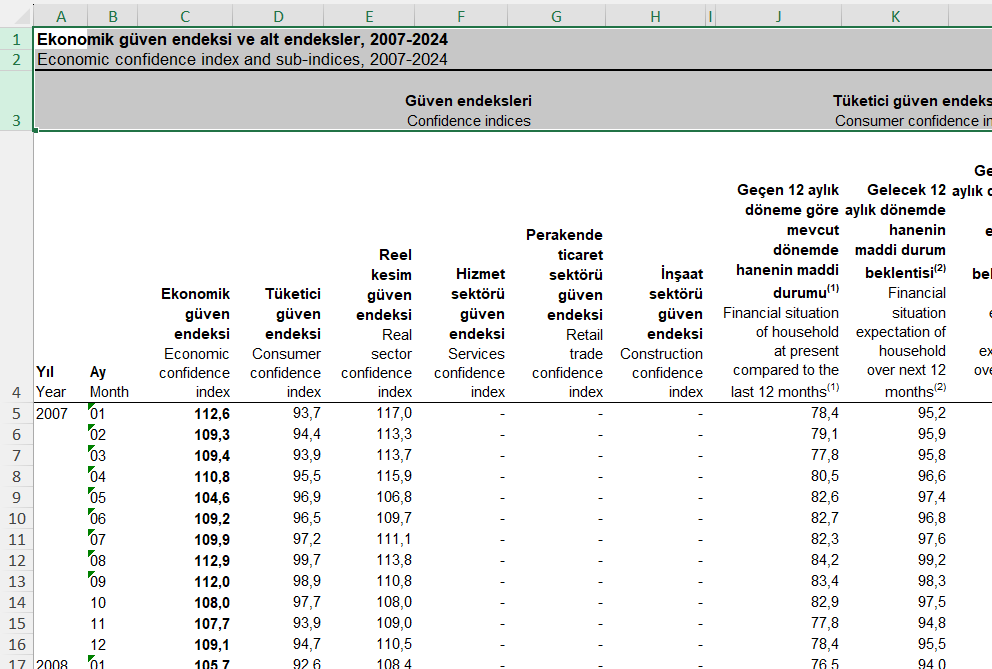 A B C D E F G H I J K
1 Ekonomik güven endeksi ve alt endeksler, 2007-2024
2 Economic confidence index and sub-indices, 2007-2024
Güven endeksleri Tüketici güven endeks
3 Confidence indices Consumer confidence in
Ge
Geçen 12 aylık Gelecek 12 aylık d
döneme göre aylık dönemde
mevcut hanenin e
Perakende dönemde maddi durum
Reel ticaret hanenin maddi beklentisi(2) bel
kesim Hizmet sektörü İnşaat durumu(1) Financial
Ekonomik Tüketici güven sektörü güven sektörü Financial situation situation e
güven güven endeksi güven endeksi güven of household expectation of
endeksi endeksi Real endeksi Retail endeksi at present household ex
Economic Consumer sector Services trade Construction compared to the over next 12 ove
Yıl Ay confidence confidence confidence confidence confidence confidence last 12 months(1) months(2)
4 Year Month index index index index index index
5 2007 01 112,6 93,7 117,0 - - - 78,4 95,2
6 02 109,3 94,4 113,3 - - - 79,1 95,9
7 03 109,4 93,9 113,7 - - - 77,8 95,8
8 04 110,8 95,5 115,9 - - - 80,5 96,6
9 05 104,6 96,9 106,8 - - - 82,6 97,4
10 06 109,2 96,5 109,7 - - - 82,7 96,8
11 07 109,9 97,2 111,1 - - - 82,3 97,6
12 08 112,9 99,7 113,8 - - - 84,2 99,2
13 09 112,0 98,9 110,8 - - - 83,4 98,3
14 10 108,0 97,7 108,0 - - - 82,9 97,5
15 11 107,7 93,9 109,0 - - - 77,8 94,8
16 12 109,1 94,7 110,5 - - - 78,4 95,5
17 2008 01 105,7 92,6 108,4 - - - 76,5 94,0